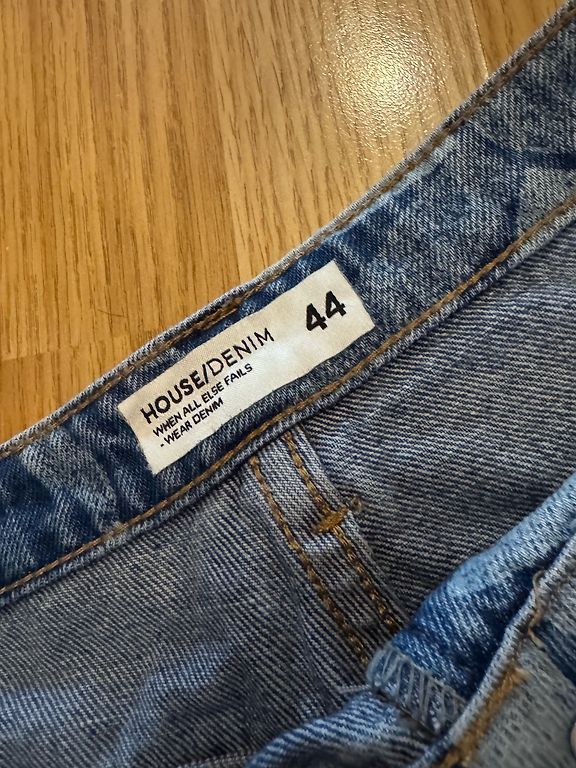 HOUSE/DENIM 44
WHEN ALL ELSE FAILS
- WEAR DENIM